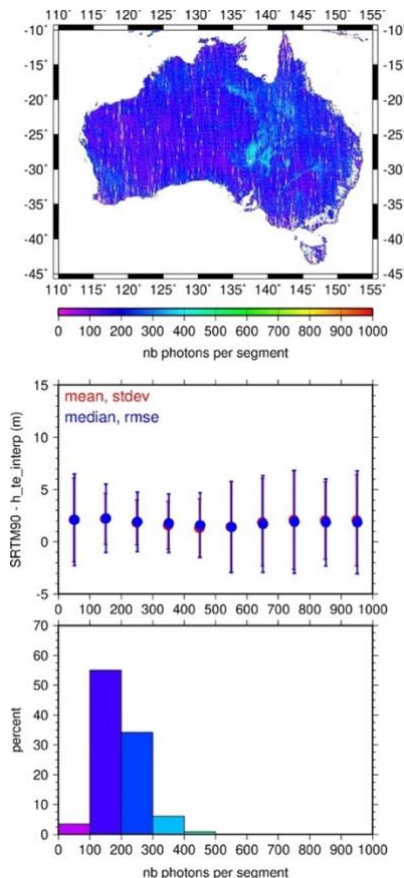 110˚ 115˚ 120˚ 125˚ 130˚ 135˚ 140˚ 145˚ 150˚ 155˚
-10˚ -10˚
-15˚ -15˚
-20˚ -20˚
-25˚ -25˚
-30˚ -30˚
-35˚ -35˚
-40˚ -40˚
-45˚ -45˚
110˚ 115˚ 120˚ 125˚ 130˚ 135˚ 140˚ 145˚ 150˚ 155˚
0 100 200 300 400 500 600 700 800 900 1000
nb photons per segment
15
mean, stdev
median, rmse
10
SRTM90 - h_te_interp (m)
5
0
-5
0 100 200 300 400 500 600 700 800 900 1000
70
60
50
40
percent
30
20
10
0
0 100 200 300 400 500 600 700 800 900 1000
nb photons per segment